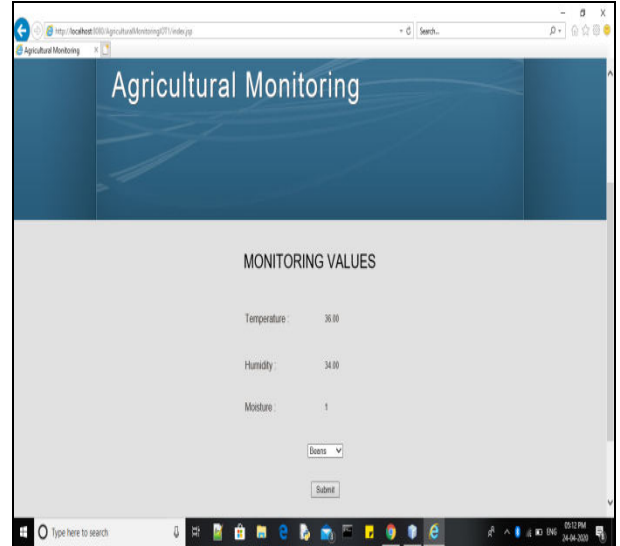 http://localhost:8080/AgriculturalMonitoringIOT1/index.jsp
Search...
Agricultural Monitoring
Agricultural Monitoring
MONITORING VALUES
Temperature : 36.00
Humidity : 34.00
Moisture : 1
Beens
Submit
Type here to search
ENG
05:12 PM
24-04-2020